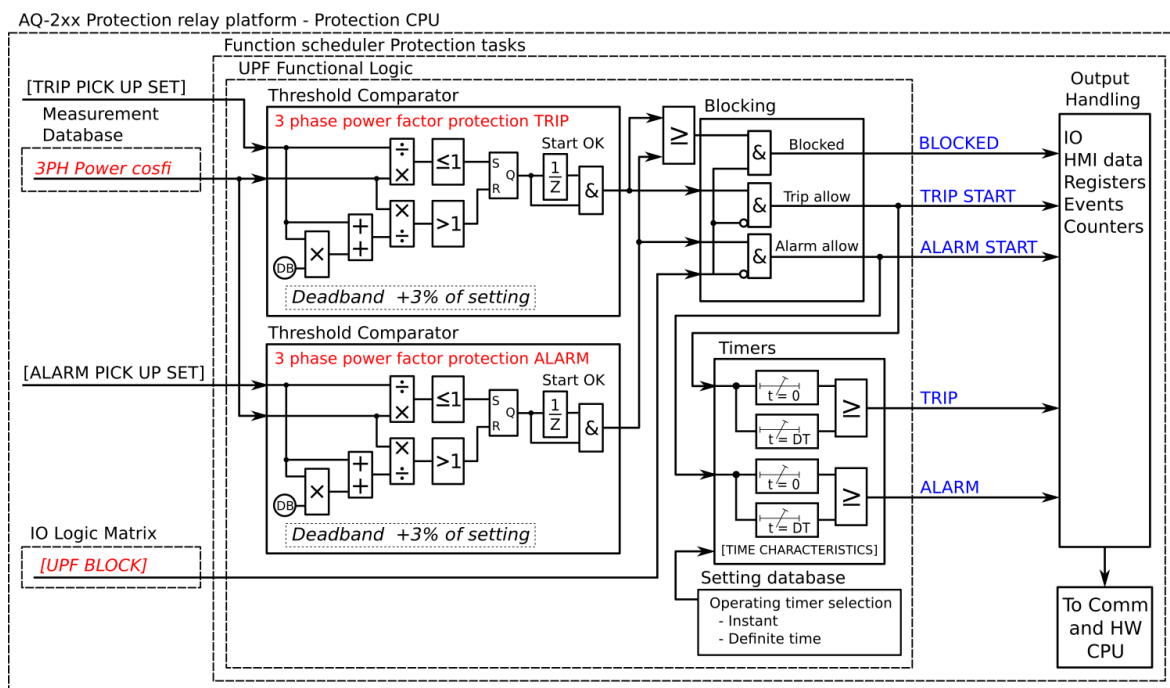 AQ-2xx Protection relay platform - Protection CPU
Function scheduler Protection tasks
UPF Functional Logic
[TRIP PICK UP SET]
Measurement
Database
3PH Power cosfi
Threshold Comparator
3 phase power factor protection TRIP
÷
×
≤1
S
Q
R
Start OK
1
Z
&
×
÷
>1
+
+
×
DB
Deadband +3% of setting
≥
Blocking
&
Blocked
&
Trip allow
&
Alarm allow
BLOCKED
TRIP START
ALARM START
Output
Handling
IO
HMI data
Registers
Events
Counters
[ALARM PICK UP SET]
Threshold Comparator
3 phase power factor protection ALARM
÷
×
≤1
S
Q
R
Start OK
1
Z
&
×
÷
>1
+
+
×
DB
Deadband +3% of setting
Timers
t = 0
t = DT
≥
t = 0
t = DT
≥
[TIME CHARACTERISTICS]
TRIP
ALARM
IO Logic Matrix
[UPF BLOCK]
Setting database
Operating timer selection
- Instant
- Definite time
To Comm
and HW
CPU